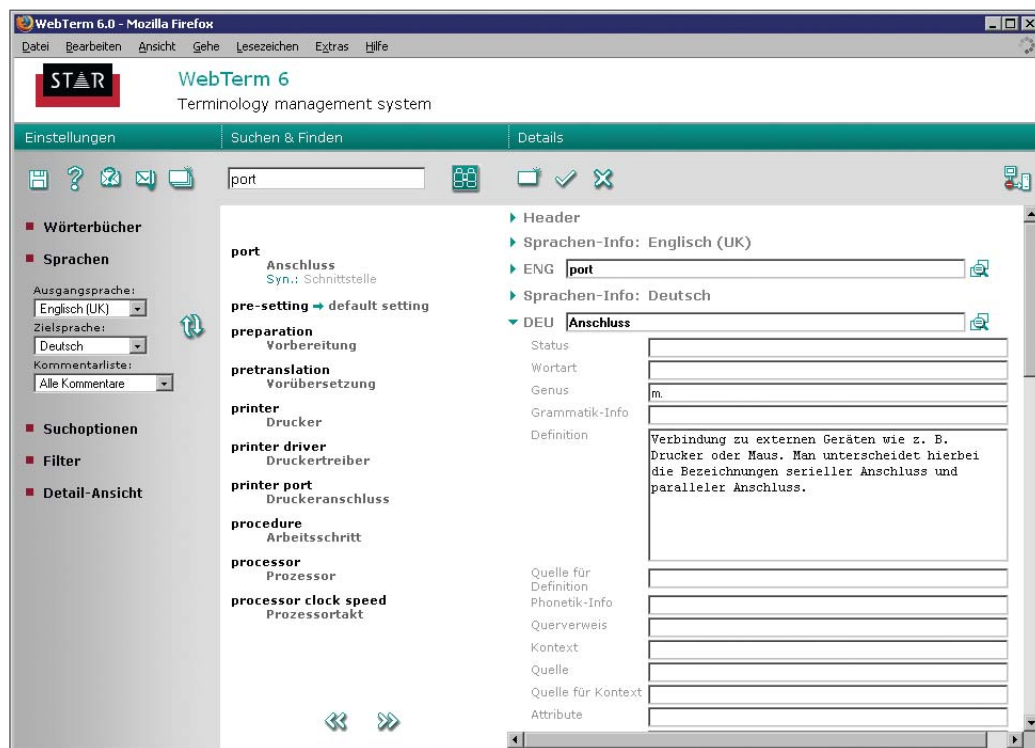 WebTerm 6.0 - Mozilla Firefox
Datei Bearbeiten Ansicht Gehe Lesezeichen Extras Hilfe
STAR
WebTerm 6
Terminology management system
Einstellungen
Suchen & Finden
Details
port
Wörterbücher
Sprachen
Ausgangsprache:
Englisch (UK)
Zielsprache:
Deutsch
Kommentarliste:
Alle Kommentare
Suchoptionen
Filter
Detail-Ansicht
port
Anschluss
Syn.: Schnittstelle
pre-setting → default setting
preparation
Vorbereitung
pretranslation
Vorübersetzung
printer
Drucker
printer driver
Druckertreiber
printer port
Druckeranschluss
procedure
Arbeitsschritt
processor
Prozessor
processor clock speed
Prozessortakt
Header
Sprachen-Info: Englisch (UK)
ENG port
Sprachen-Info: Deutsch
DEU Anschluss
Status
Wortart
Genus m.
Grammatik-Info
Definition
Verbindung zu externen Geräten wie z. B.
Drucker oder Maus. Man unterscheidet hierbei
die Bezeichnungen serieller Anschluss und
paralleler Anschluss.
Quelle für
Definition
Phonetik-Info
Querverweis
Kontext
Quelle
Quelle für Kontext
Attribute